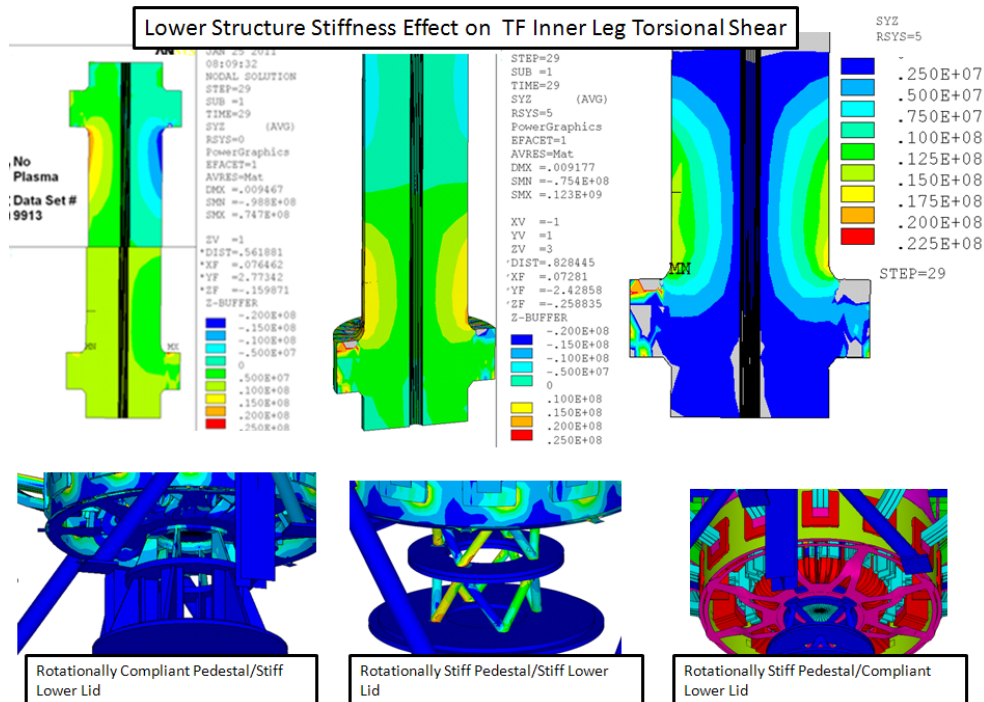 Lower Structure Stiffness Effect on TF Inner Leg Torsional Shear
JAN 25 2011
08:09:32
NODAL SOLUTION
STEP=29
SUB =1
TIME=29
SYZ (AVG)
RSYS=0
PowerGraphics
EFACET=1
AVRES=Mat
DMX =.009467
SMN =-.988E+08
SMX =.747E+08
ZV =1
*DIST=.561881
*XF =.076462
*YF =2.77342
*ZF =-.159871
Z-BUFFER
-.200E+08
-.150E+08
-.100E+08
-.500E+07
0
.500E+07
.100E+08
.150E+08
.200E+08
.250E+08
No
Plasma
Data Set #
9913
MN
MX
STEP=29
SUB =1
TIME=29
SYZ (AVG)
RSYS=5
PowerGraphics
EFACET=1
AVRES=Mat
DMX =.009177
SMN =-.754E+08
SMX =.123E+09
XV =-1
YV =1
ZV =3
*DIST=.828445
*XF =.07281
*YF =-2.42858
*ZF =-.258835
Z-BUFFER
-.200E+08
-.150E+08
-.100E+08
-.500E+07
0
.100E+08
.150E+08
.200E+08
.250E+08
SYZ
RSYS=5
.250E+07
.500E+07
.750E+07
.100E+08
.125E+08
.150E+08
.175E+08
.200E+08
.225E+08
MN
STEP=29
Rotationally Compliant Pedestal/Stiff
Lower Lid
Rotationally Stiff Pedestal/Stiff Lower
Lid
Rotationally Stiff Pedestal/Compliant
Lower Lid